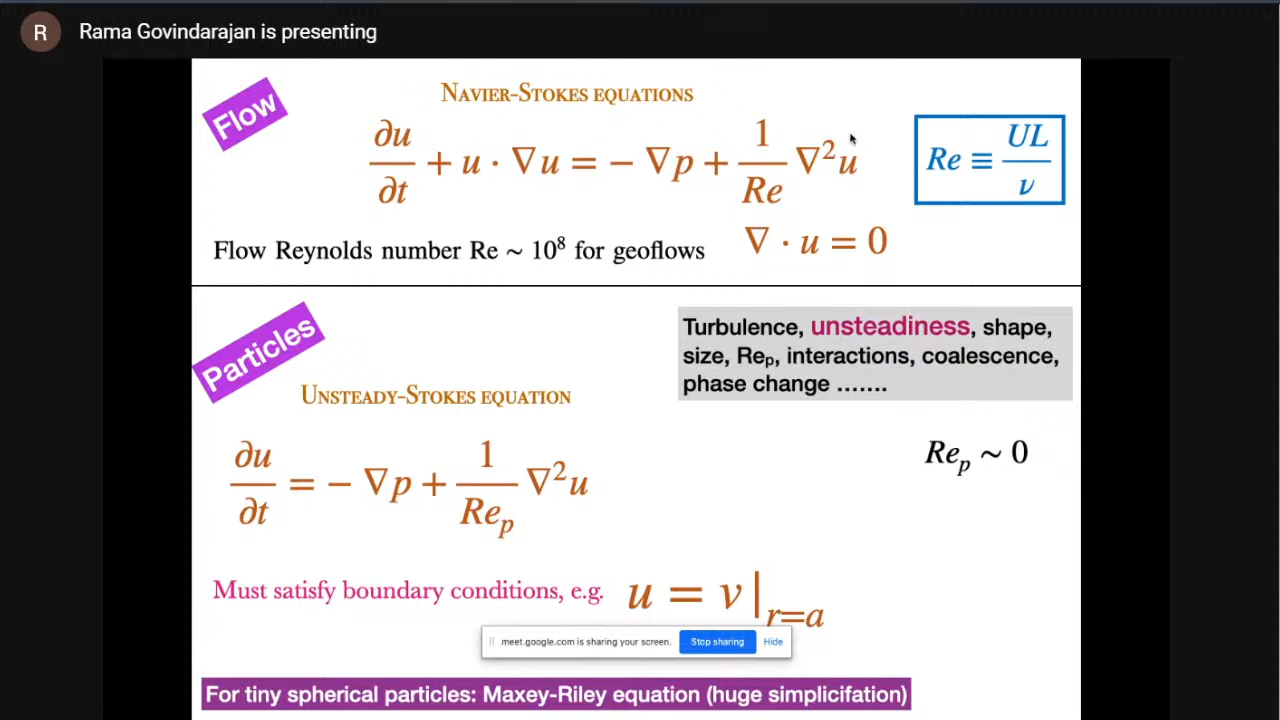 R
Rama Govindarajan is presenting
Flow
NAVIER-STOKES EQUATIONS
∂u/∂t + u · ∇u = − ∇p + 1/Re ∇²u
Re ≡ UL/ν
Flow Reynolds number Re ~ 10⁸ for geoflows
∇ · u = 0
Particles
Turbulence, unsteadiness, shape,
size, Reₚ, interactions, coalescence,
phase change …….
UNSTEADY-STOKES EQUATION
Reₚ ~ 0
∂u/∂t = − ∇p + 1/Reₚ ∇²u
Must satisfy boundary conditions, e.g. u = v|r=a
meet.google.com is sharing your screen. Stop sharing Hide
For tiny spherical particles: Maxey-Riley equation (huge simplicifation)